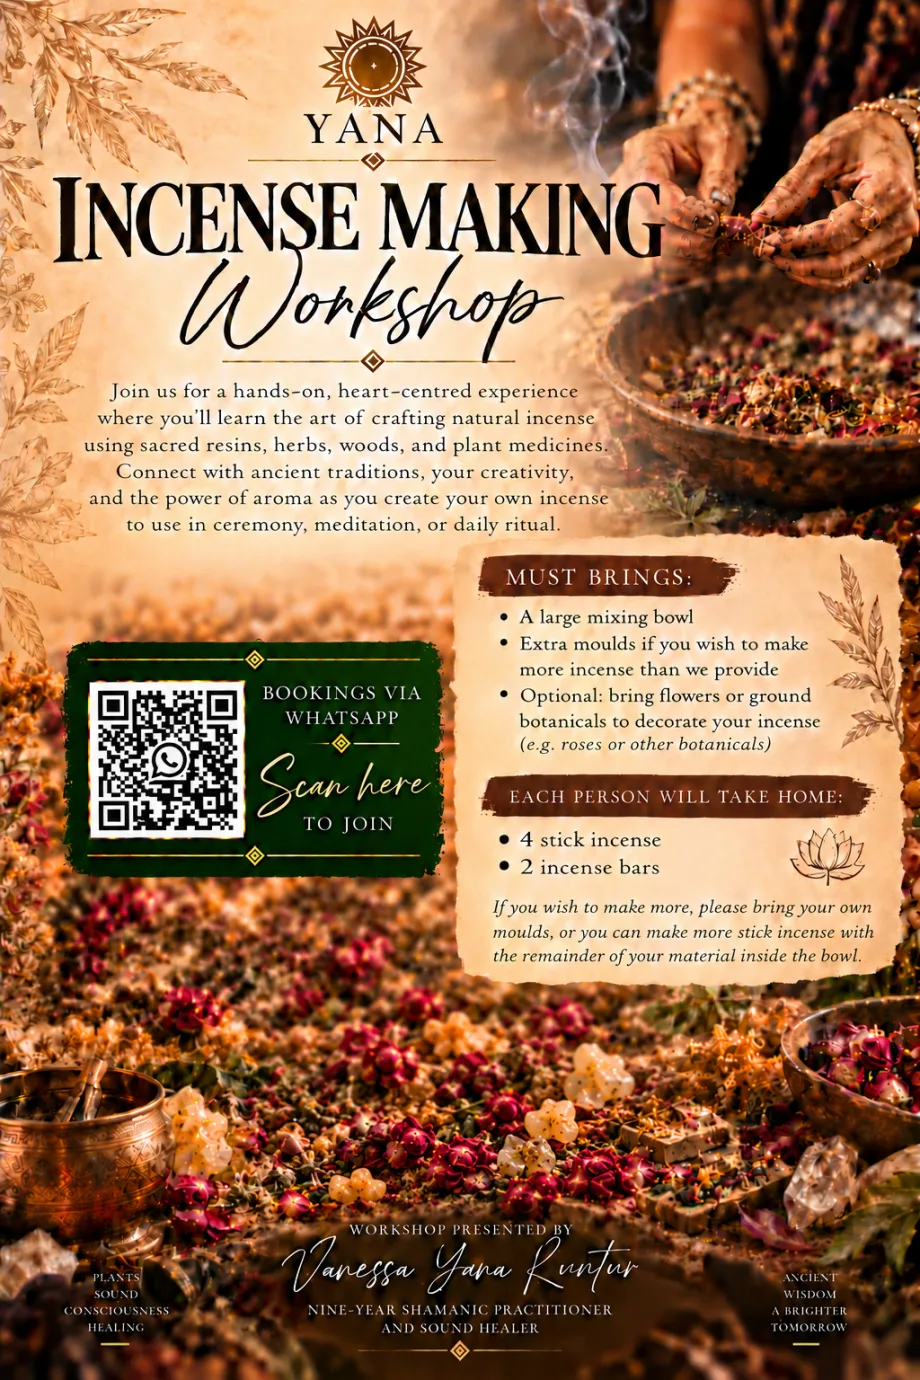 YANA
INCENSE MAKING
Workshop
Join us for a hands-on, heart-centred experience
where you'll learn the art of crafting natural incense
using sacred resins, herbs, woods, and plant medicines.
Connect with ancient traditions, your creativity,
and the power of aroma as you create your own incense
to use in ceremony, meditation, or daily ritual.
BOOKINGS VIA
WHATSAPP
Scan here
TO JOIN
MUST BRINGS:
• A large mixing bowl
• Extra moulds if you wish to make
more incense than we provide
• Optional: bring flowers or ground
botanicals to decorate your incense
(e.g. roses or other botanicals)
EACH PERSON WILL TAKE HOME:
• 4 stick incense
• 2 incense bars
If you wish to make more, please bring your own
moulds, or you can make more stick incense with
the remainder of your material inside the bowl.
WORKSHOP PRESENTED BY
Vanessa Yana Runtur
NINE-YEAR SHAMANIC PRACTITIONER
AND SOUND HEALER
PLANTS
SOUND
CONSCIOUSNESS
HEALING
ANCIENT
WISDOM
A BRIGHTER
TOMORROW